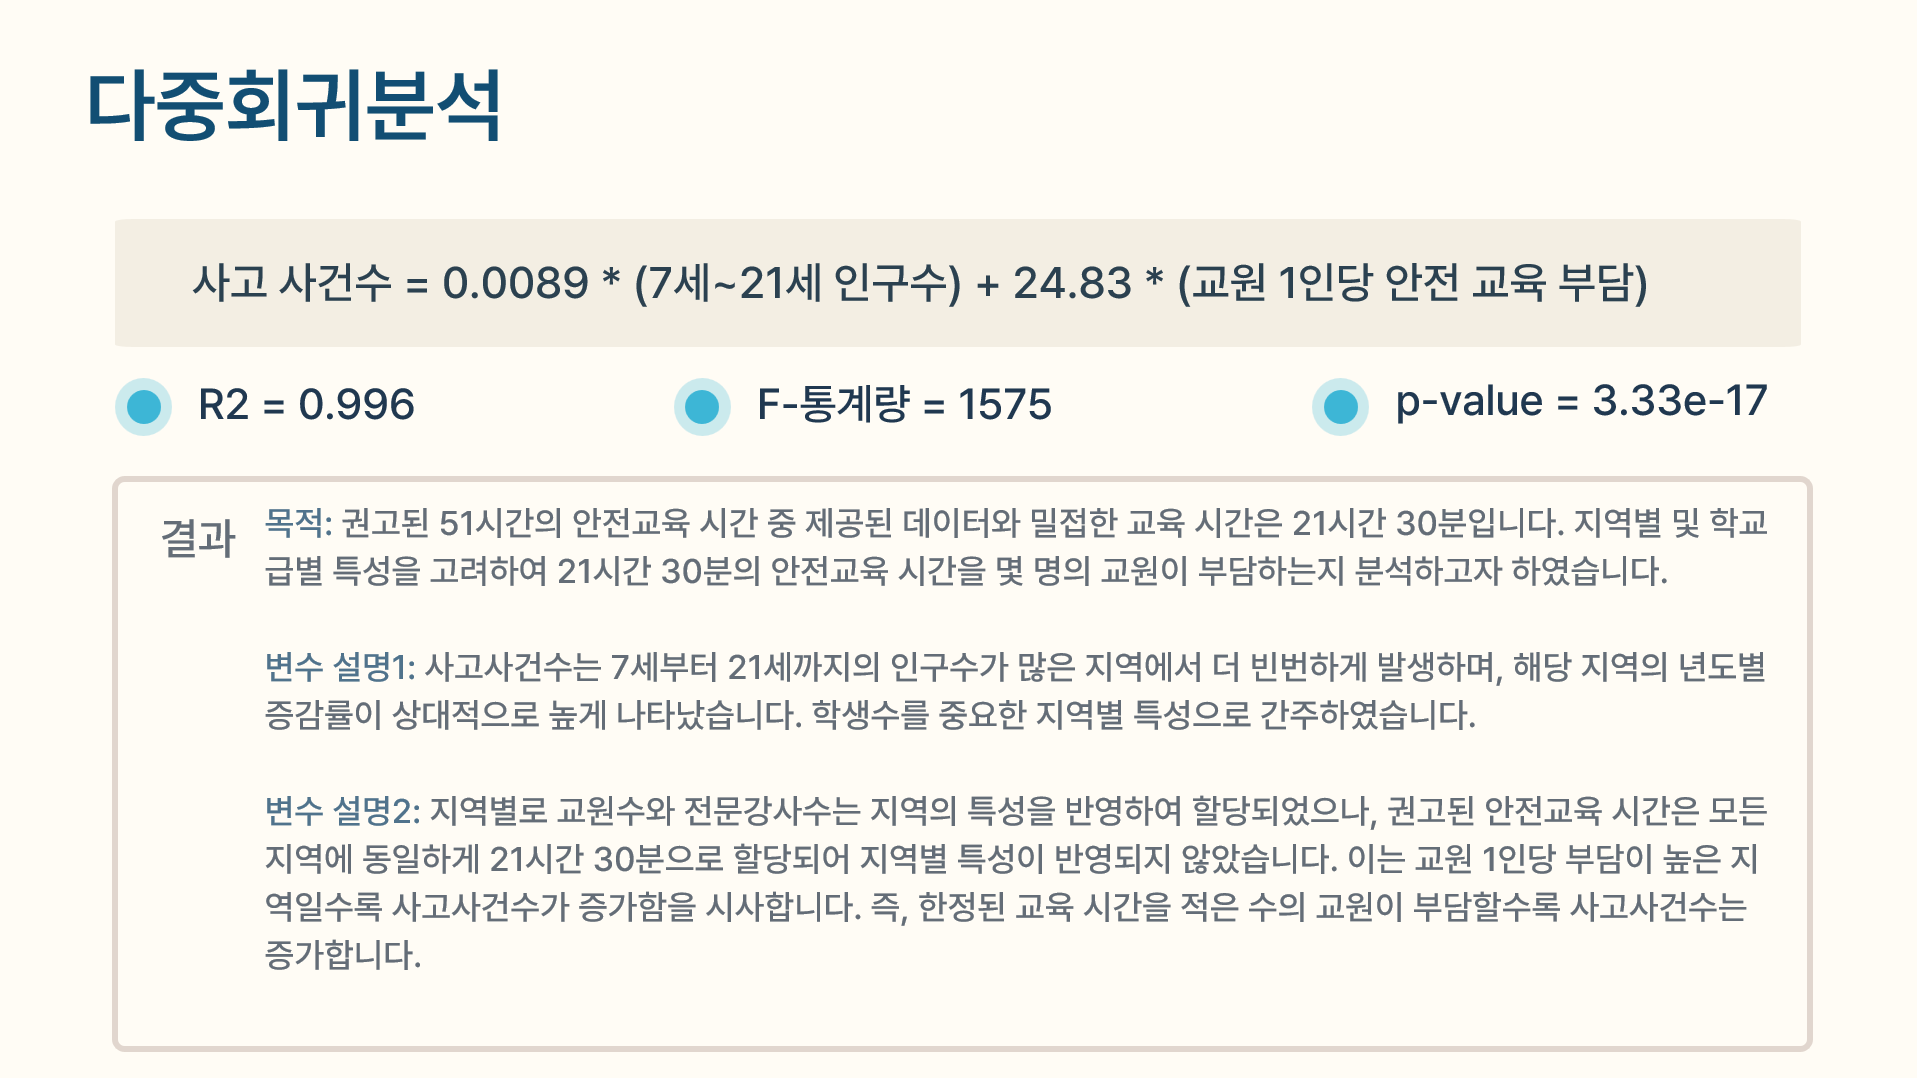 다중회귀분석
사고 사건수 = 0.0089 * (7세~21세 인구수) + 24.83 * (교원 1인당 안전 교육 부담)
R2 = 0.996
F-통계량 = 1575
p-value = 3.33e-17
결과
목적: 권고된 51시간의 안전교육 시간 중 제공된 데이터와 밀접한 교육 시간은 21시간 30분입니다. 지역별 및 학교
급별 특성을 고려하여 21시간 30분의 안전교육 시간을 몇 명의 교원이 부담하는지 분석하고자 하였습니다.
변수 설명1: 사고사건수는 7세부터 21세까지의 인구수가 많은 지역에서 더 빈번하게 발생하며, 해당 지역의 년도별
증감률이 상대적으로 높게 나타났습니다. 학생수를 중요한 지역별 특성으로 간주하였습니다.
변수 설명2: 지역별로 교원수와 전문강사수는 지역의 특성을 반영하여 할당되었으나, 권고된 안전교육 시간은 모든
지역에 동일하게 21시간 30분으로 할당되어 지역별 특성이 반영되지 않았습니다. 이는 교원 1인당 부담이 높은 지
역일수록 사고사건수가 증가함을 시사합니다. 즉, 한정된 교육 시간을 적은 수의 교원이 부담할수록 사고사건수는
증가합니다.